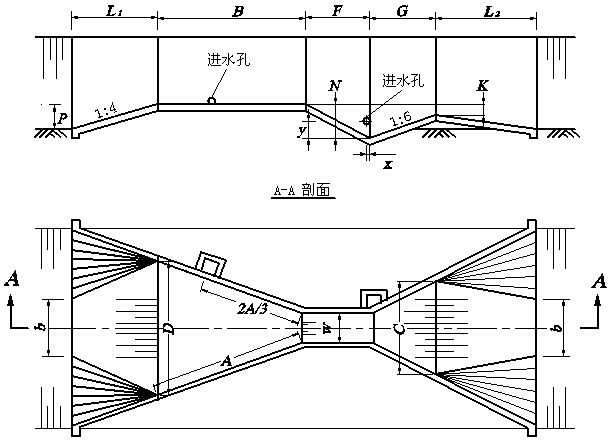 L₁ B F G L₂
进水孔 N 进水孔 K
P 1:4 1:6
y
x
A-A 剖面
A A
2A/3
b D A w C b